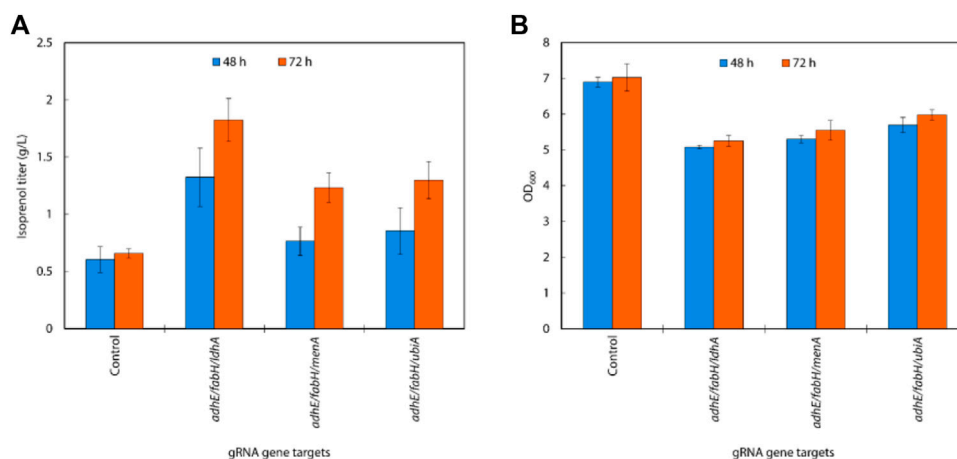 A
2.5
2
1.5
1
0.5
0
Isoprenol titer (g/L)
48 h
72 h
Control
adhE/fabH/ldhA
adhE/fabH/menA
adhE/fabH/ubiA
gRNA gene targets
B
8
7
6
5
4
3
2
1
0
OD600
48 h
72 h
Control
adhE/fabH/ldhA
adhE/fabH/menA
adhE/fabH/ubiA
gRNA gene targets